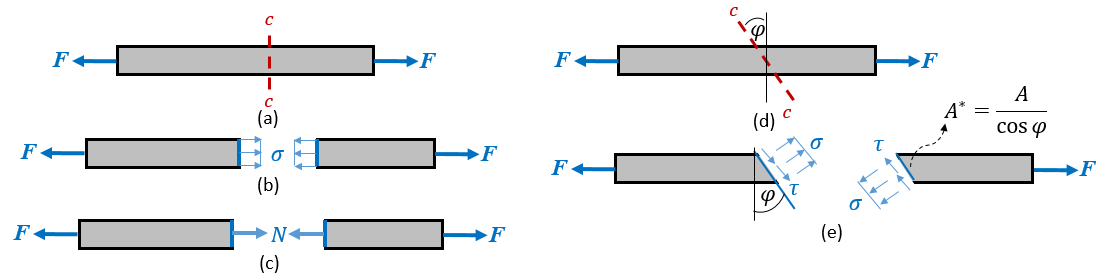 c
F F
c
(a)
F σ F
(b)
F N F
(c)
c
φ
F F
c
(d)
A* = A / cos φ
σ
τ
F τ F
φ σ
(e)